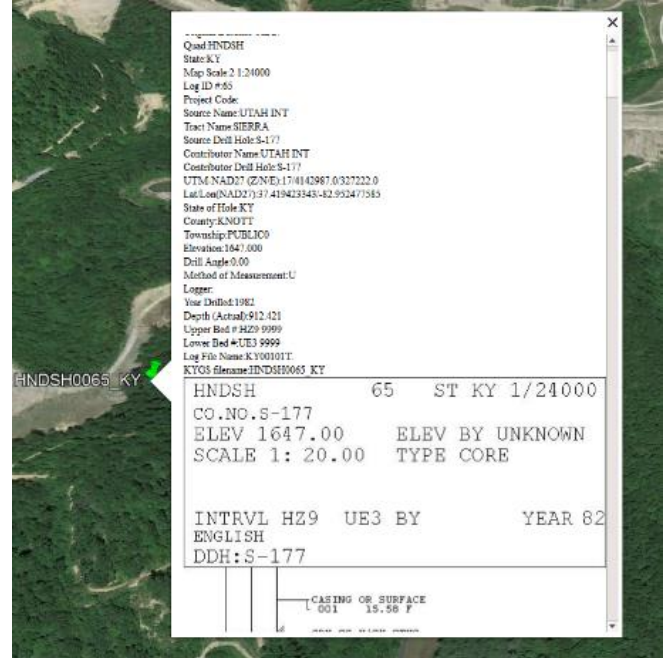 ×
Quad:HNDSH
State:KY
Map Scale 2 1:24000
Log ID #:65
Project Code:
Source Name:UTAH INT
Tract Name:SIERRA
Source Drill Hole:S-177
Contributor Name:UTAH INT
Contributor Drill Hole:S-177
UTM-NAD27 (Z/N/E):17/4142987.0/327222.0
Lat/Lon(NAD27):37.419423343/-82.952477585
State of Hole:KY
County:KNOTT
Township:PUBLIC0
Elevation:1647.000
Drill Angle:0.00
Method of Measurement:U
Logger:
Year Drilled:1982
Depth (Actual):912.421
Upper Bed #:HZ9 9999
Lower Bed #:UE3 9999
Log File Name:KY00101T.
KYGS filename:HNDSH0065_KY
HNDSH0065_KY
HNDSH 65 ST KY 1/24000
CO.NO.S-177
ELEV 1647.00 ELEV BY UNKNOWN
SCALE 1: 20.00 TYPE CORE
INTRVL HZ9 UE3 BY YEAR 82
ENGLISH
DDH:S-177
CASING OR SURFACE
001 15.58 F